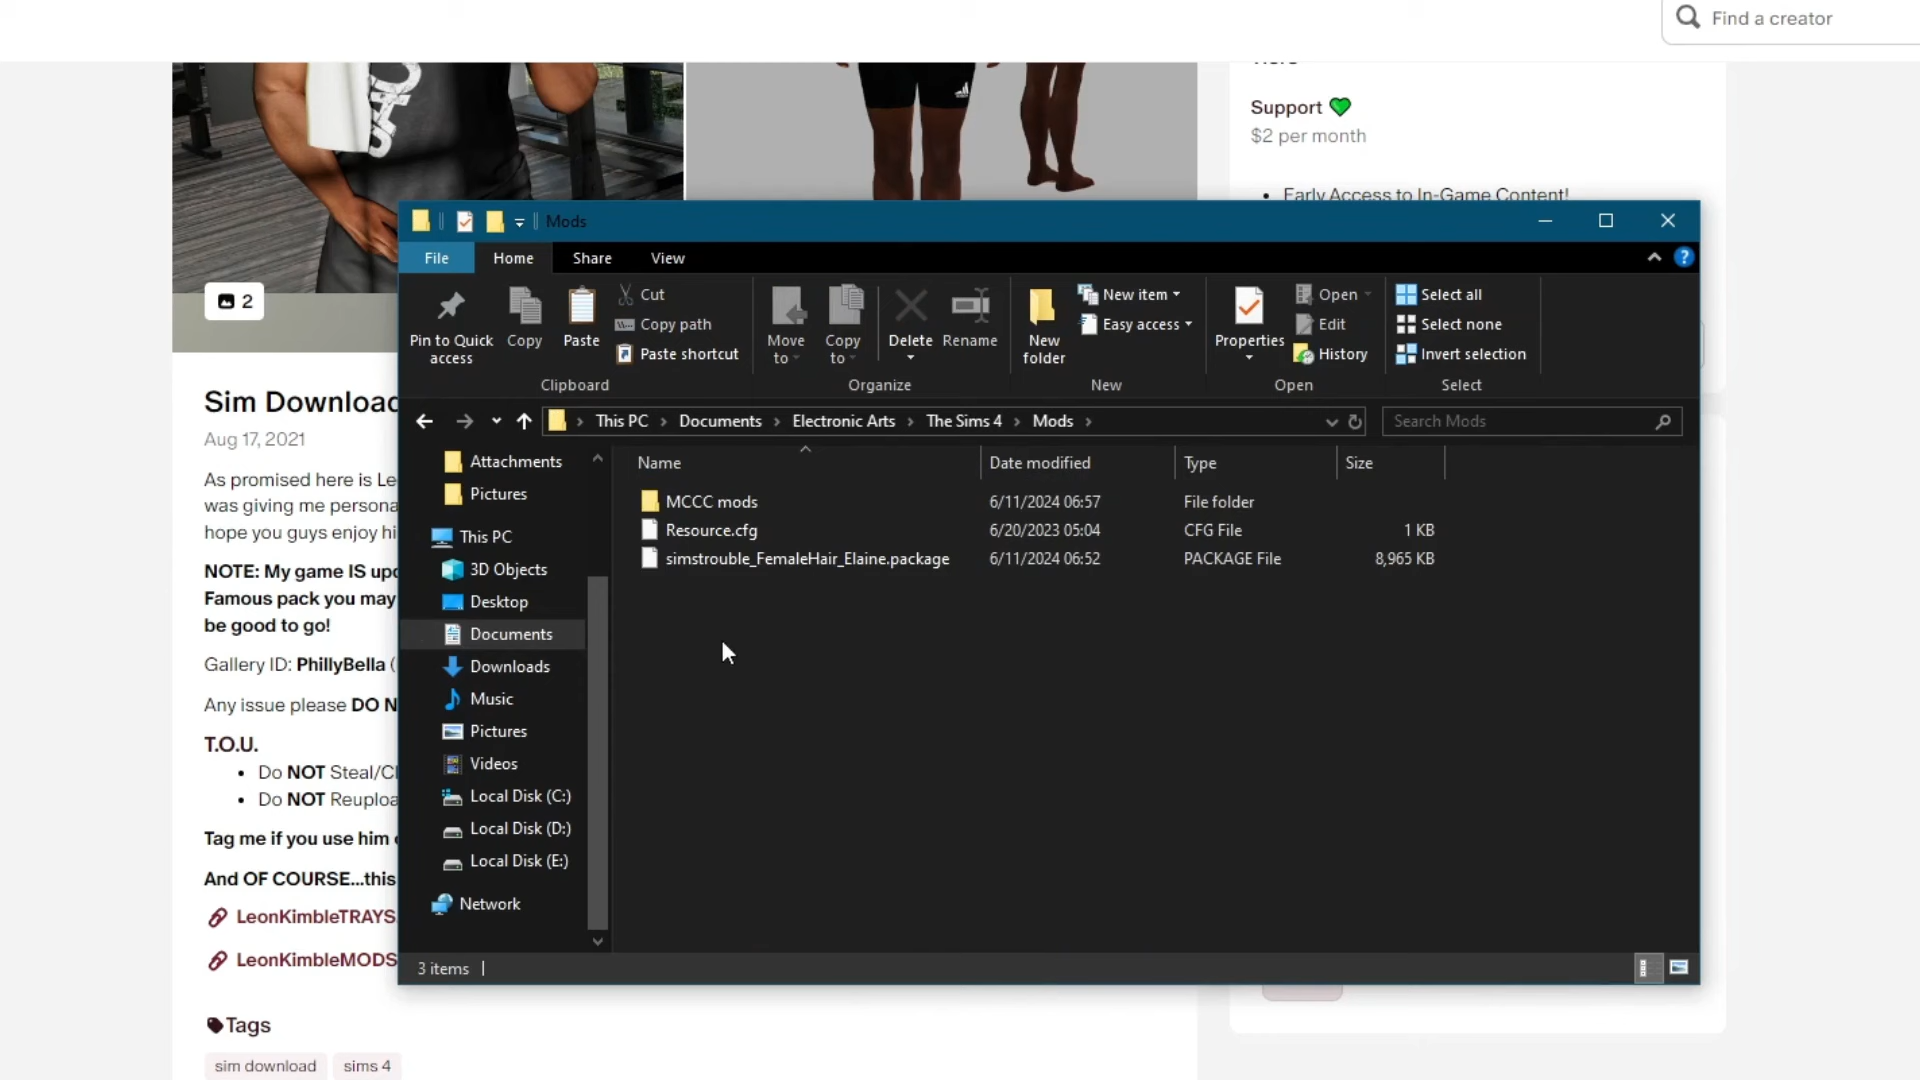 Find a creator
Support
$2 per month
Early Access to In-Game Content!
2
Sim Download
Aug 17, 2021
As promised here is Le
was giving me persona
hope you guys enjoy hi
NOTE: My game IS upd
Famous pack you may
be good to go!
Gallery ID: PhillyBella (
Any issue please DO N
T.O.U.
Do NOT Steal/Cl
Do NOT Reuploa
Tag me if you use him
And OF COURSE...this
LeonKimbleTRAYS
LeonKimbleMODS
Tags
sim download sims 4
Mods
File Home Share View
Pin to Quick access
Copy
Paste
Cut
Copy path
Paste shortcut
Clipboard
Move to
Copy to
Delete
Rename
Organize
New folder
New item
Easy access
New
Properties
Open
Edit
History
Open
Select all
Select none
Invert selection
Select
This PC > Documents > Electronic Arts > The Sims 4 > Mods >
Search Mods
Attachments
Pictures
This PC
3D Objects
Desktop
Documents
Downloads
Music
Pictures
Videos
Local Disk (C:)
Local Disk (D:)
Local Disk (E:)
Network
Name Date modified Type Size
MCCC mods 6/11/2024 06:57 File folder
Resource.cfg 6/20/2023 05:04 CFG File 1 KB
simstrouble_FemaleHair_Elaine.package 6/11/2024 06:52 PACKAGE File 8,965 KB
3 items